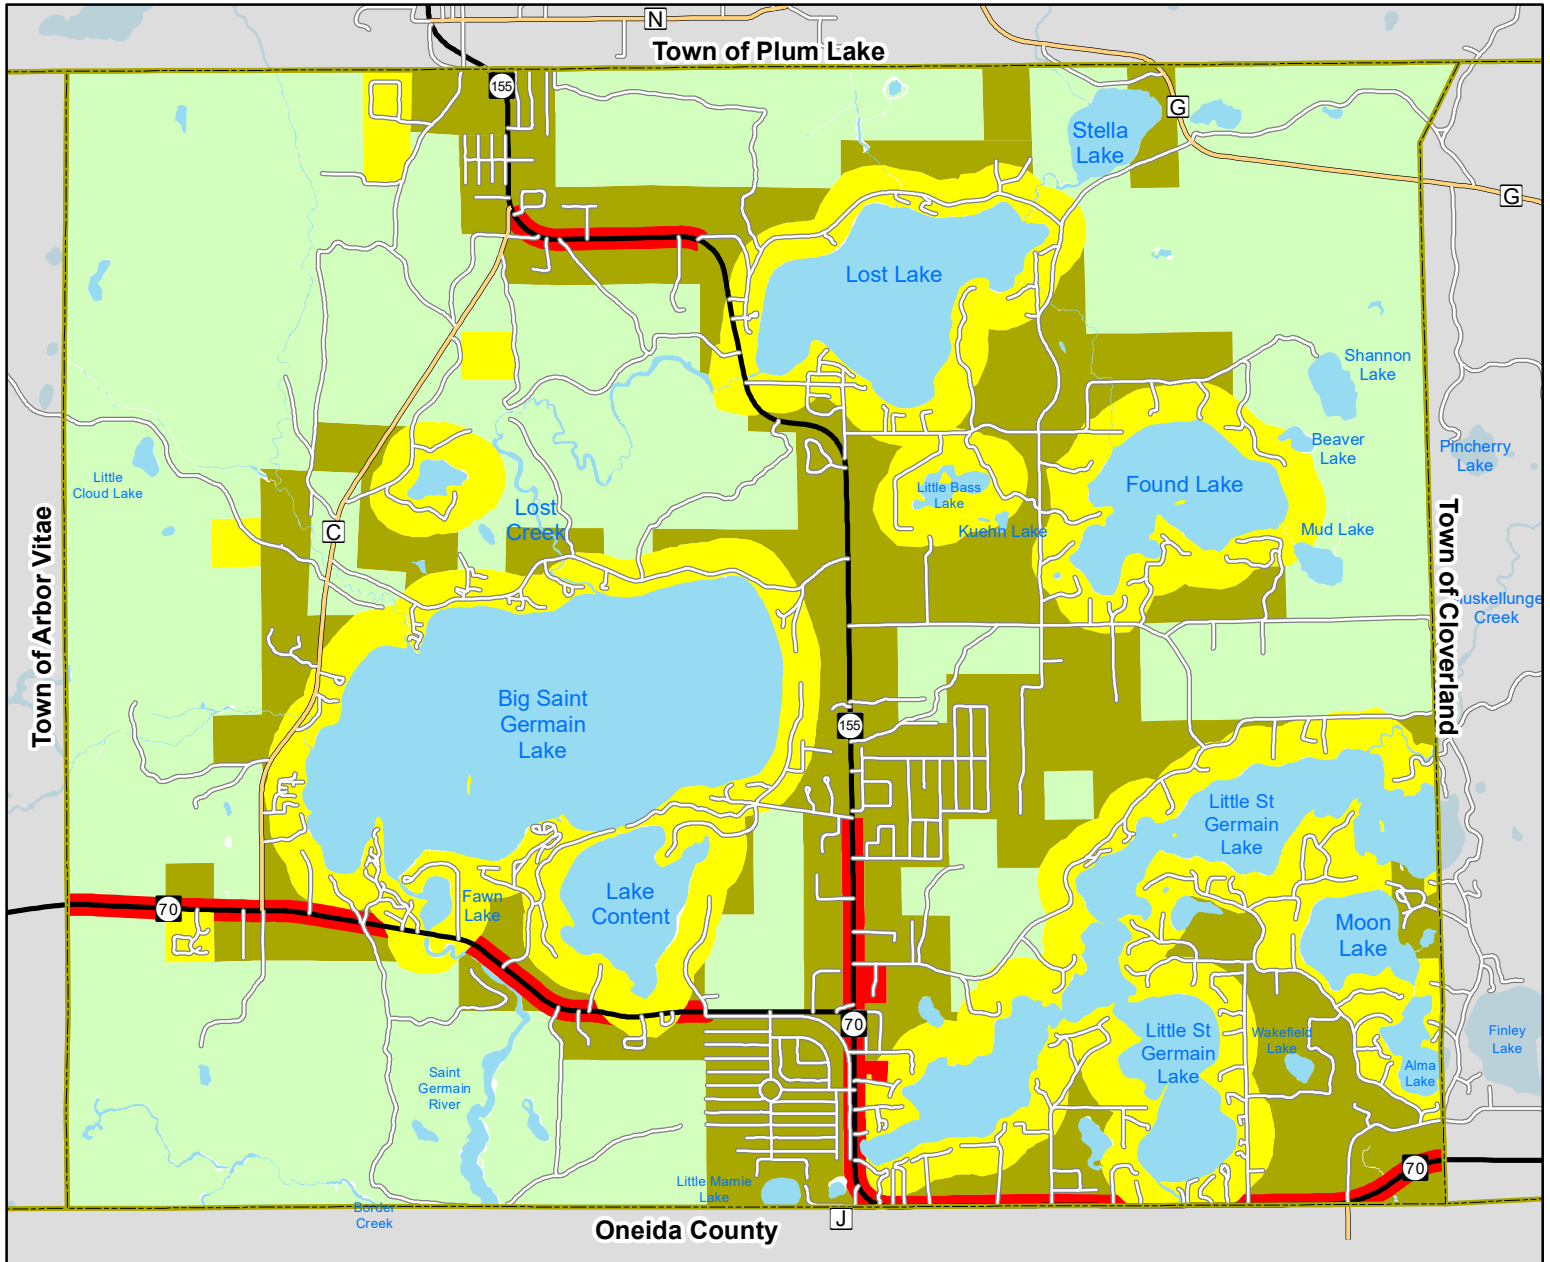 N
Town of Plum Lake
155
G
Stella
Lake
G
Lost Lake
Shannon
Lake
Beaver
Lake
Pincherry
Lake
Little
Cloud Lake
Found Lake
Little Bass
Lake
Lost
Creek
C
Kuehn Lake
Mud Lake
Town of Arbor Vitae
Town of Cloverland
uskellunge
Creek
Big Saint
Germain
Lake
155
Little St
Germain
Lake
Fawn
Lake
Lake
Content
70
Moon
Lake
70
Little St
Germain
Lake
Wakefield
Lake
Finley
Lake
Alma
Lake
Saint
Germain
River
70
Little Mamie
Lake
Border
Creek
J
Oneida County